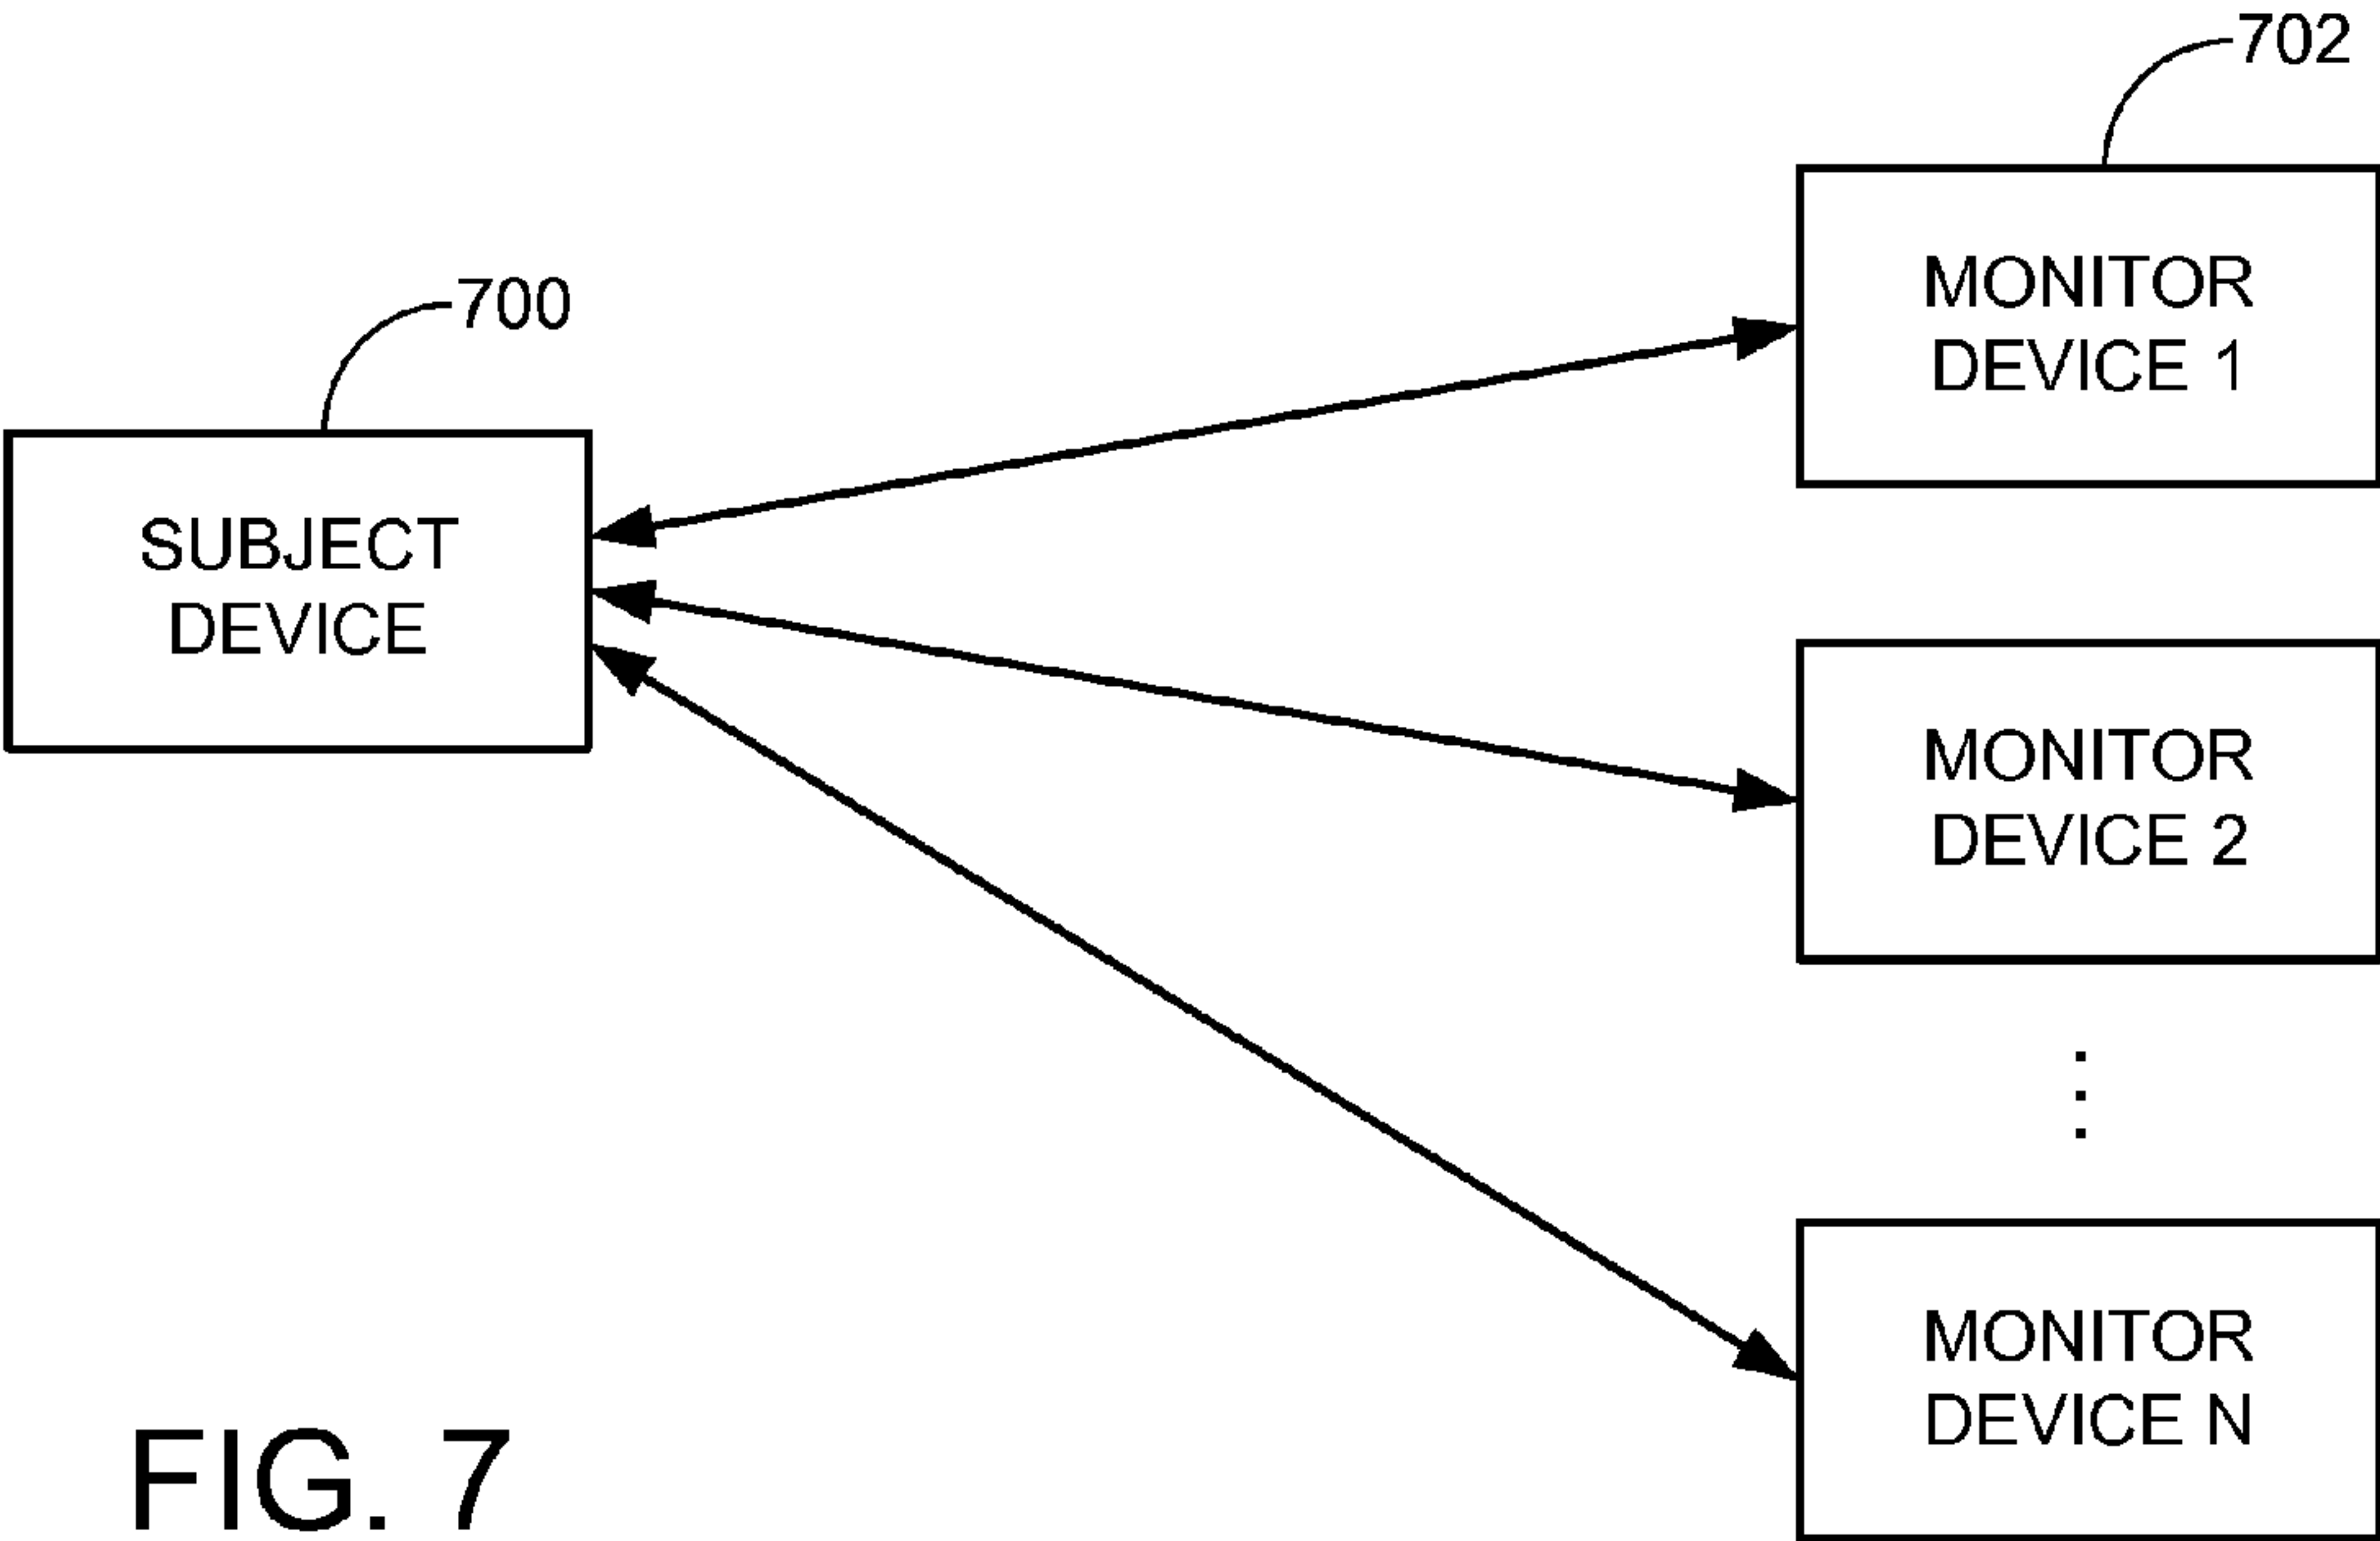 702
700
MONITOR
DEVICE 1
SUBJECT
DEVICE
MONITOR
DEVICE 2
MONITOR
DEVICE N
FIG. 7